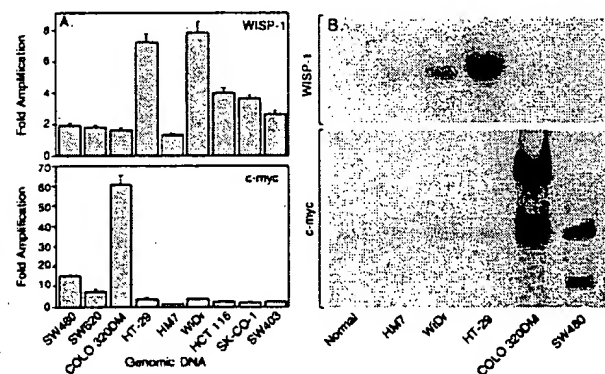 A.
WISP-1
Fold Amplification
8
6
4
2
0
c-myc
Fold Amplification
70
60
50
40
30
20
10
0
SW480
SW620
COLO 320DM
HT-29
HM7
WiDr
HCT 116
SK-CO-1
SW403
Genomic DNA
B.
WISP-1
c-myc
Normal
HM7
WiDr
HT-29
COLO 320DM
SW480